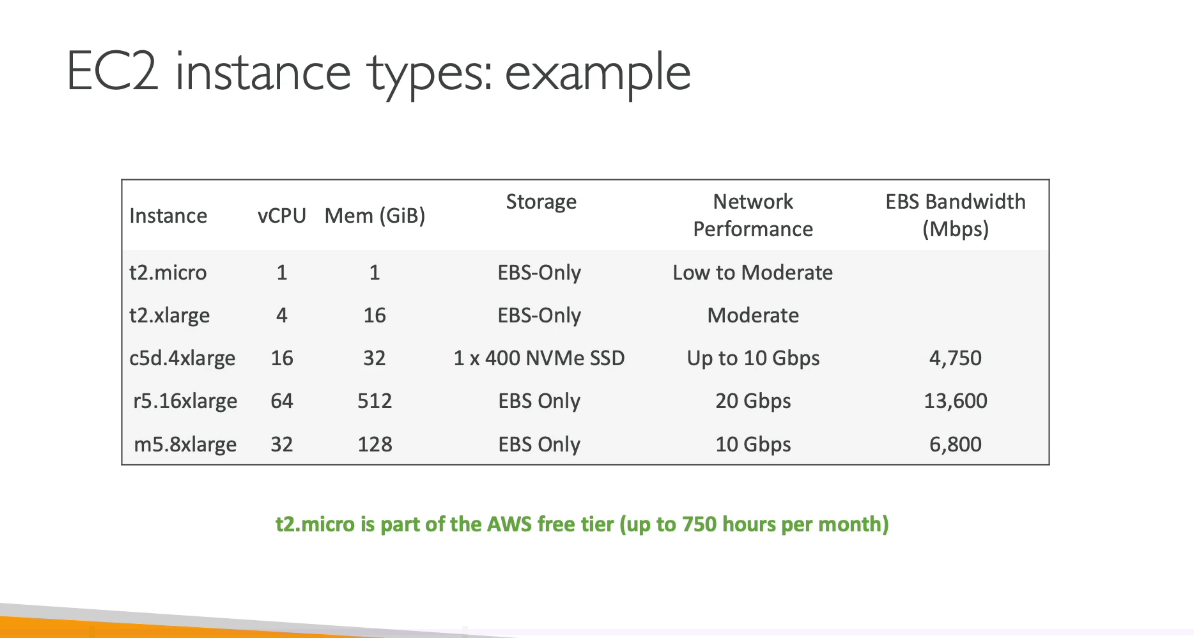 EC2 instance types: example
Instance vCPU Mem (GiB) Storage Network Performance EBS Bandwidth (Mbps)
t2.micro 1 1 EBS-Only Low to Moderate
t2.xlarge 4 16 EBS-Only Moderate
c5d.4xlarge 16 32 1 x 400 NVMe SSD Up to 10 Gbps 4,750
r5.16xlarge 64 512 EBS Only 20 Gbps 13,600
m5.8xlarge 32 128 EBS Only 10 Gbps 6,800
t2.micro is part of the AWS free tier (up to 750 hours per month)